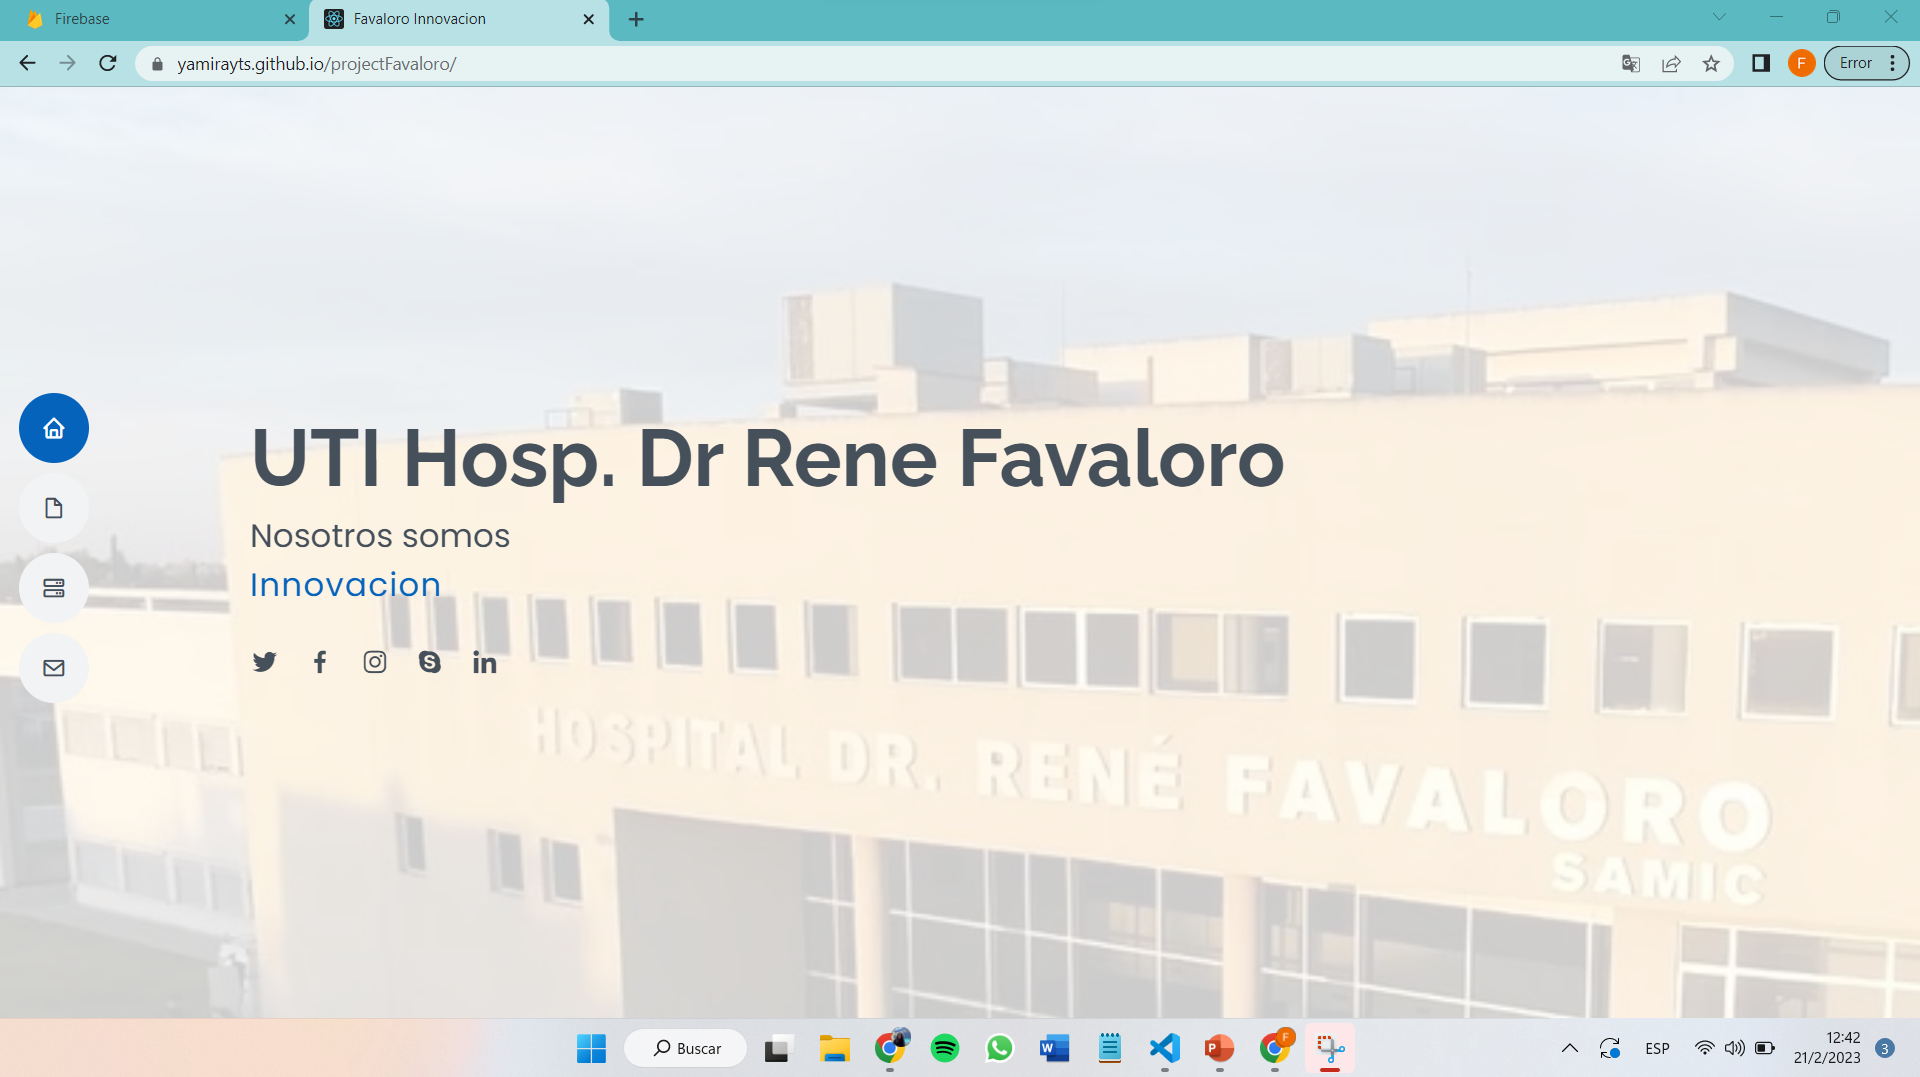 Firebase
Favaloro Innovacion
yamirayts.github.io/projectFavaloro/
F
Error
UTI Hosp. Dr Rene Favaloro
Nosotros somos
Innovacion
HOSPITAL DR. RENÉ FAVALORO
SAMIC
Buscar
ESP
12:42
21/2/2023
3